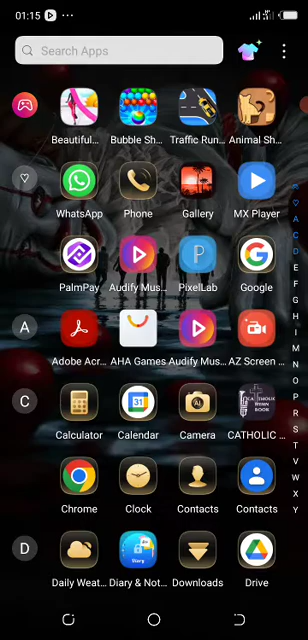 01:15
Search Apps
Beautiful... Bubble Sh... Traffic Run... Animal Sh...
WhatsApp Phone Gallery MX Player
PalmPay Audify Mus... PixelLab Google
A
Adobe Acr... AHA Games Audify Mus... AZ Screen ...
C
Calculator Calendar Camera CATHOLIC ...
Chrome Clock Contacts Contacts
D
Daily Weat... Diary & Not... Downloads Drive
A
C
D
E
F
G
H
I
M
N
O
P
R
S
T
V
W
X
Y